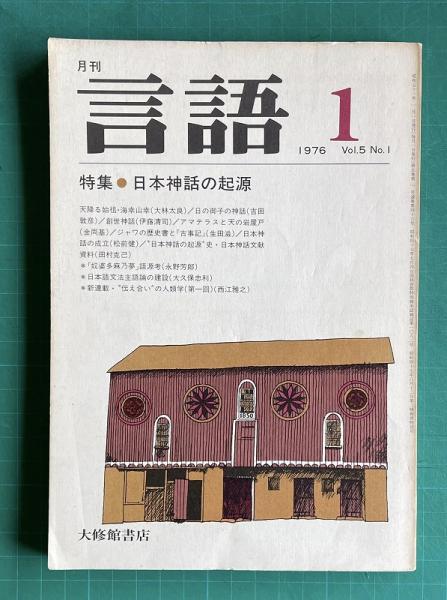 月刊
言語
1
1976 Vol.5 No.1
特集●日本神話の起源
天降る始祖・海幸山幸(大林太良)/日の御子の神話(吉田
敦彦)/創世神話(伊藤清司)/アマテラスと天の岩屋戸
(金両基)/ジャワの歴史書と『古事記』(生田滋)/日本神
話の成立(松前健)/"日本神話の起源"史・日本神話文献
資料(田村克己)
*「奴婆多麻乃夢」語源考(永野芳郎)
*日本語文法主語論の建設(大久保忠利)
*新連載・"伝え合い"の人類学(第一回)(西江雅之)
1850
大修館書店